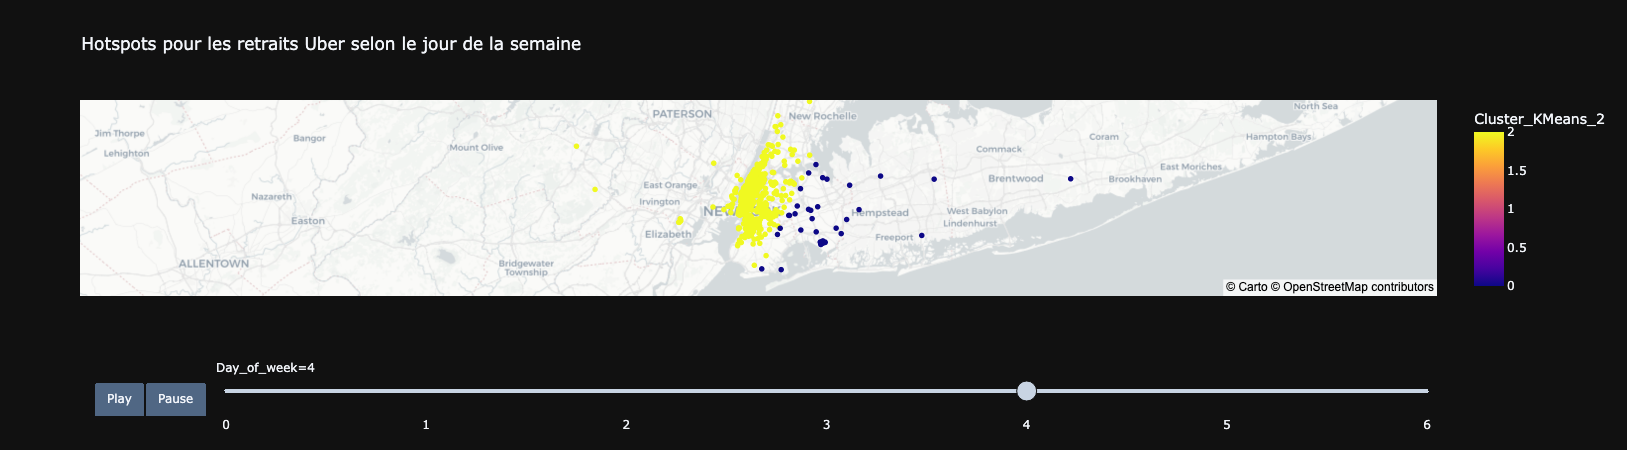 Hotspots pour les retraits Uber selon le jour de la semaine
Cluster_KMeans_2
2
1.5
1
0.5
0
PATERSON
New Rochelle
North Sea
Jim Thorpe
Lehighton
Bangor
Mount Olive
Coram
Hampton Bays
Commack
East Moriches
Nazareth
East Orange
Brentwood
Brookhaven
Irvington
Easton
NEW
Hempstead
West Babylon
Lindenhurst
Elizabeth
Freeport
ALLENTOWN
Bridgewater
Township
© Carto © OpenStreetMap contributors
Day_of_week=4
Play
Pause
0
1
2
3
4
5
6